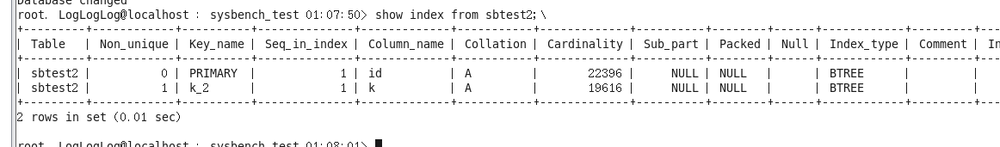 Database changed
root. LogLogLog@localhost : sysbench_test 01:07:50> show index from sbtest2;\
+---------+------------+----------+--------------+-------------+-----------+-------------+----------+--------+------+------------+---------+---
| Table | Non_unique | Key_name | Seq_in_index | Column_name | Collation | Cardinality | Sub_part | Packed | Null | Index_type | Comment | In
+---------+------------+----------+--------------+-------------+-----------+-------------+----------+--------+------+------------+---------+---
| sbtest2 | 0 | PRIMARY | 1 | id | A | 22396 | NULL | NULL | | BTREE | |
| sbtest2 | 1 | k_2 | 1 | k | A | 19616 | NULL | NULL | | BTREE | |
+---------+------------+----------+--------------+-------------+-----------+-------------+----------+--------+------+------------+---------+---
2 rows in set (0.01 sec)
root. LogLogLog@localhost : sysbench_test 01:08:01>